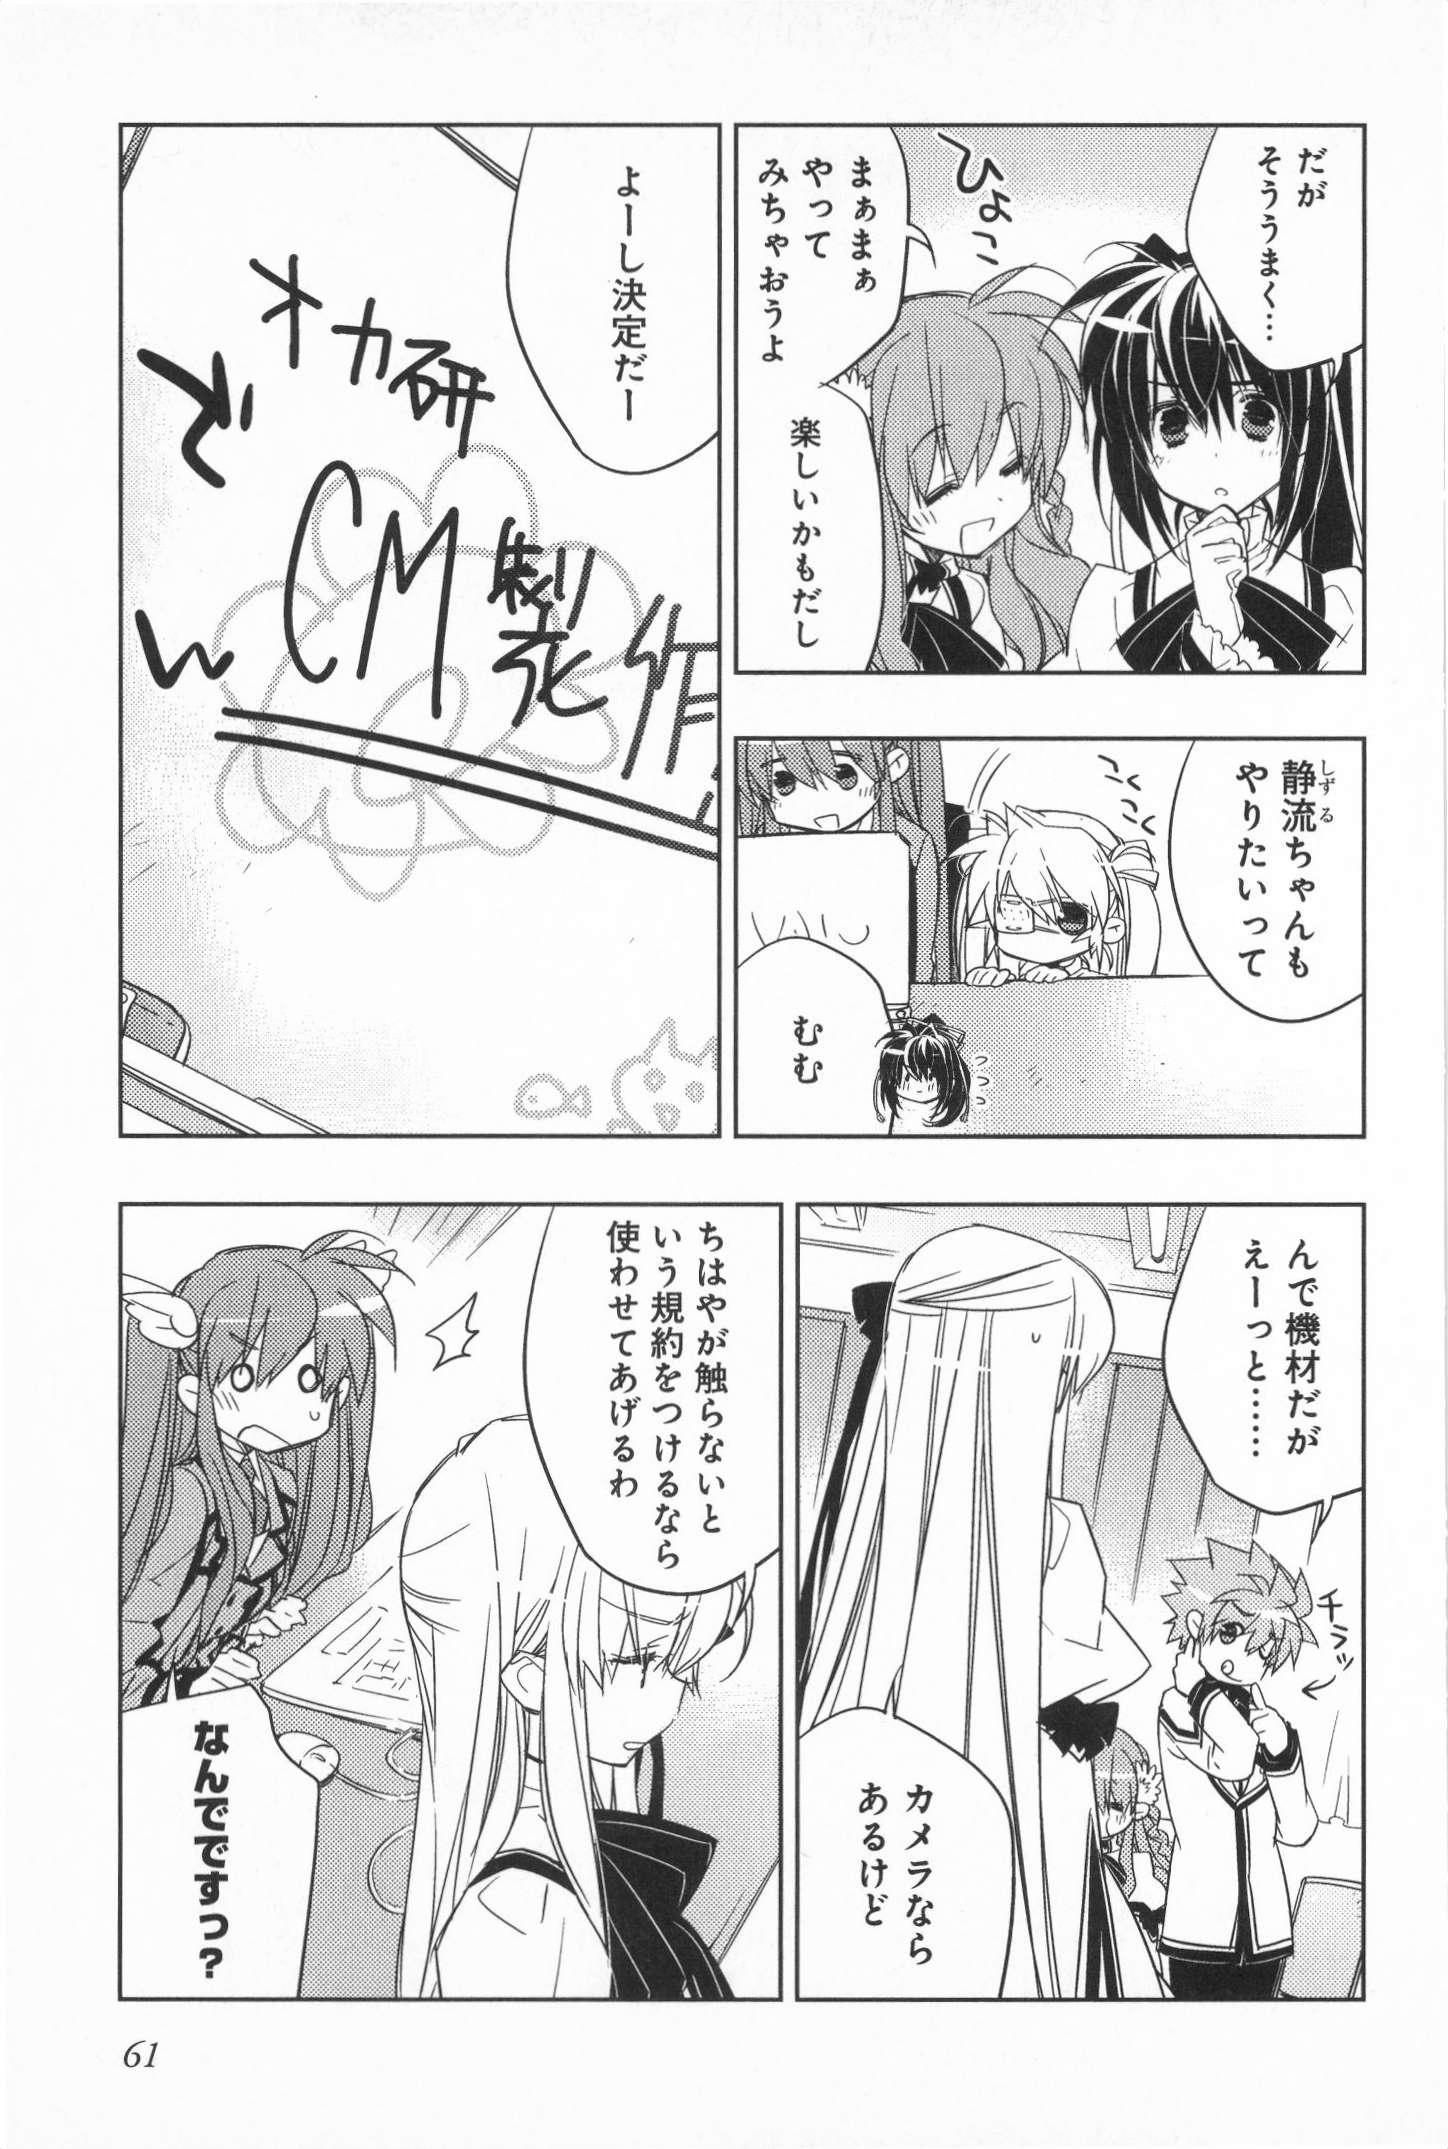 だが
そううまく…
ひょこ
まぁまぁ
やって
みちゃおうよ
楽しいかもだし
静流ちゃんも
しずる
やりたいって
こくこく
むむ
よーし決定だー
オカ研
CM製作
どーん
んで機材だが
えーっと……
チラッ
カメラなら
あるけど
ちはやが触らないと
いう規約をつけるなら
使わせてあげるわ
なんでですっ？
61